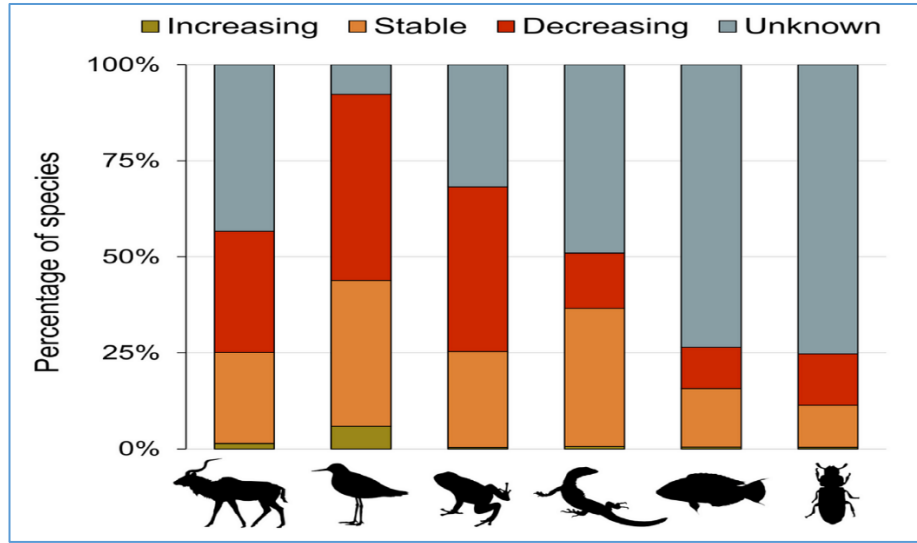 Increasing Stable Decreasing Unknown
100%
75%
50%
25%
0%
Percentage of species